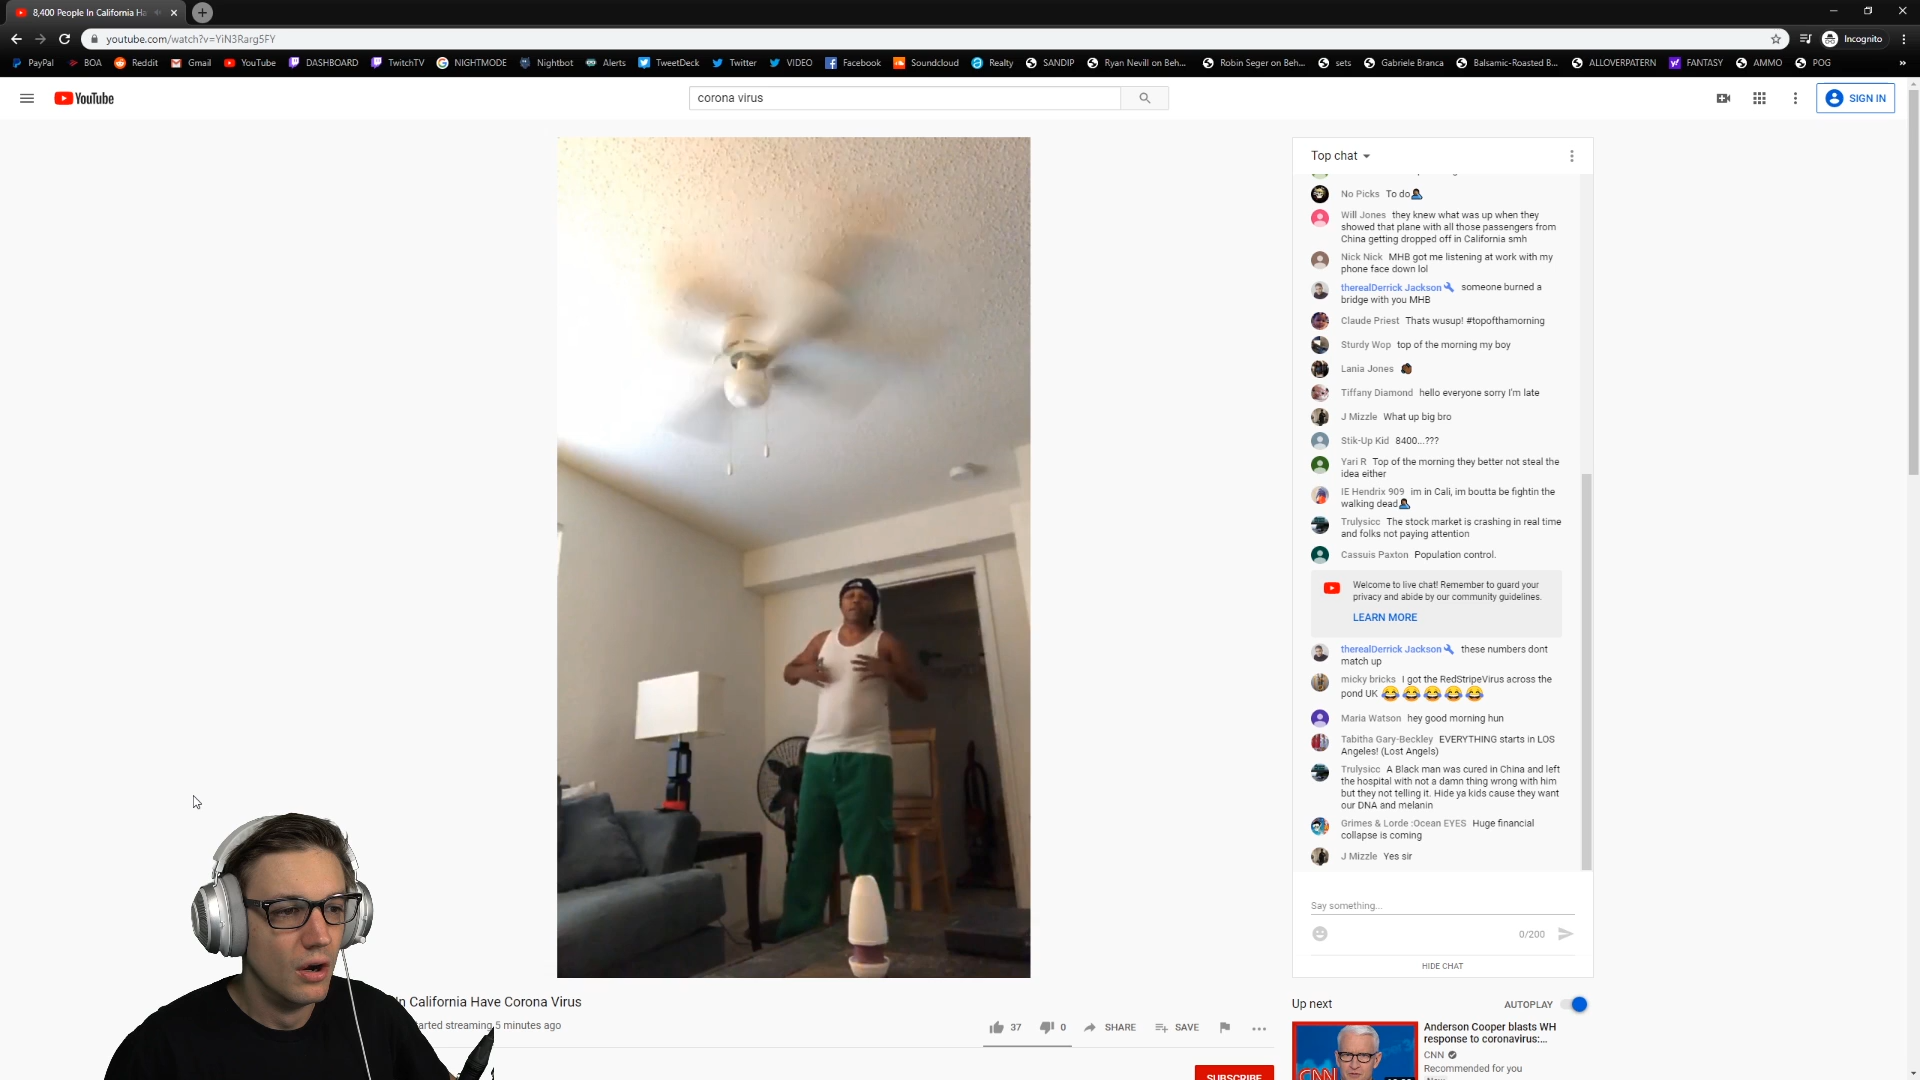 8,400 People In California Ha
youtube.com/watch?v=YiN3Rarg5FY
Incognito
PayPal BOA Reddit Gmail YouTube DASHBOARD TwitchTV NIGHTMODE Nightbot Alerts TweetDeck Twitter VIDEO Facebook Soundcloud Realty SANDIP Ryan Nevill on Beh... Robin Seger on Beh... sets Gabriele Branca Balsamic-Roasted B... ALLOVERPATERN FANTASY AMMO POG
YouTube
corona virus
SIGN IN
Top chat
No Picks To do
Will Jones they knew what was up when they
showed that plane with all those passengers from
China getting dropped off in California smh
Nick Nick MHB got me listening at work with my
phone face down lol
therealDerrick Jackson someone burned a
bridge with you MHB
Claude Priest Thats wusup! #topofthamorning
Sturdy Wop top of the morning my boy
Lania Jones
Tiffany Diamond hello everyone sorry I'm late
J Mizzle What up big bro
Stik-Up Kid 8400...???
Yari R Top of the morning they better not steal the
idea either
IE Hendrix 909 im in Cali, im boutta be fightin the
walking dead
Trulysicc The stock market is crashing in real time
and folks not paying attention
Cassuis Paxton Population control.
Welcome to live chat! Remember to guard your
privacy and abide by our community guidelines.
LEARN MORE
therealDerrick Jackson these numbers dont
match up
micky bricks I got the RedStripeVirus across the
pond UK 😂😂😂😂😂
Maria Watson hey good morning hun
Tabitha Gary-Beckley EVERYTHING starts in LOS
Angeles! (Lost Angels)
Trulysicc A Black man was cured in China and left
the hospital with not a damn thing wrong with him
but they not telling it. Hide ya kids cause they want
our DNA and melanin
Grimes & Lorde :Ocean EYES Huge financial
collapse is coming
J Mizzle Yes sir
Say something...
0/200
HIDE CHAT
In California Have Corona Virus
arted streaming 5 minutes ago
37 0 SHARE SAVE
SUBSCRIBE
Up next
AUTOPLAY
Anderson Cooper blasts WH
response to coronavirus:...
CNN
Recommended for you
CNN